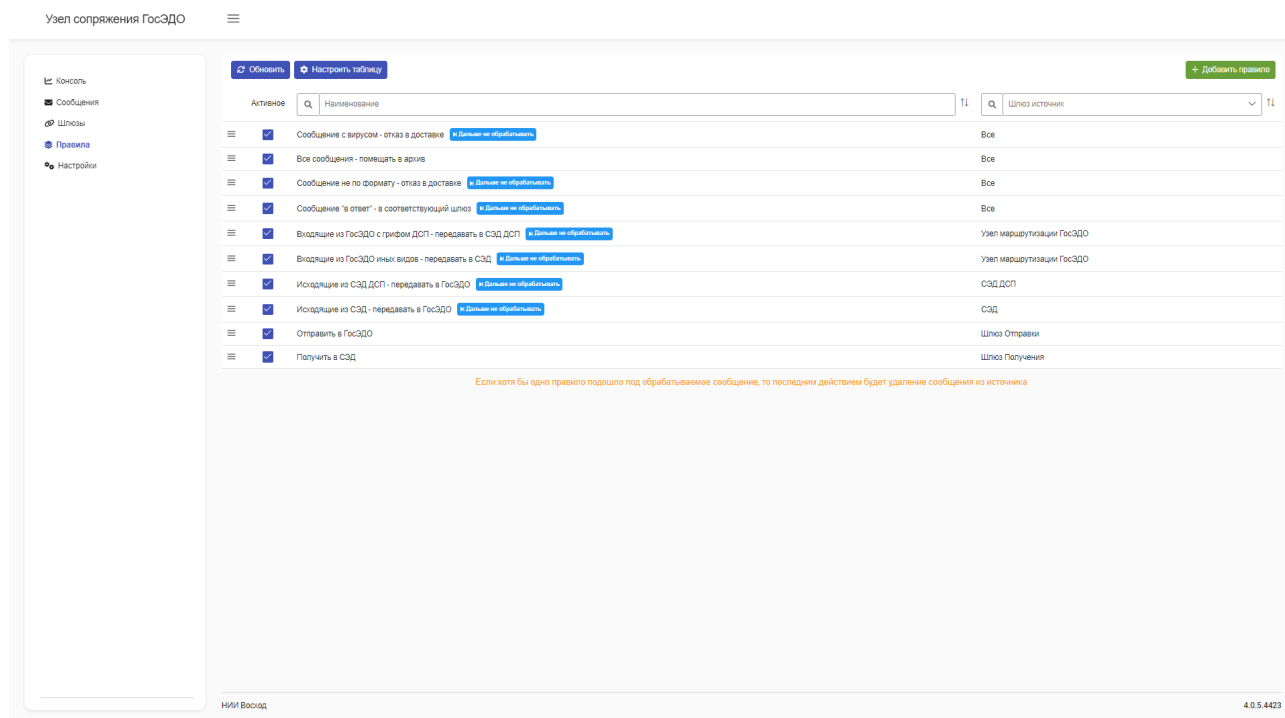 Узел сопряжения ГосЭДО
Консоль
Сообщения
Шлюзы
Правила
Настройки
Обновить Настроить таблицу + Добавить правило
Активное Наименование Шлюз источник
Сообщение с вирусом - отказ в доставке Дальше не обрабатывать Все
Все сообщения - помещать в архив Все
Сообщение не по формату - отказ в доставке Дальше не обрабатывать Все
Сообщение "в ответ" - в соответствующий шлюз Дальше не обрабатывать Все
Входящие из ГосЭДО с грифом ДСП - передавать в СЭД ДСП Дальше не обрабатывать Узел маршрутизации ГосЭДО
Входящие из ГосЭДО иных видов - передавать в СЭД Дальше не обрабатывать Узел маршрутизации ГосЭДО
Исходящие из СЭД ДСП - передавать в ГосЭДО Дальше не обрабатывать СЭД ДСП
Исходящие из СЭД - передавать в ГосЭДО Дальше не обрабатывать СЭД
Отправить в ГосЭДО Шлюз Отправки
Получить в СЭД Шлюз Получения
Если хотя бы одно правило подошло под обрабатываемое сообщение, то последним действием будет удаление сообщения из источника
НИИ Восход 4.0.5.4423